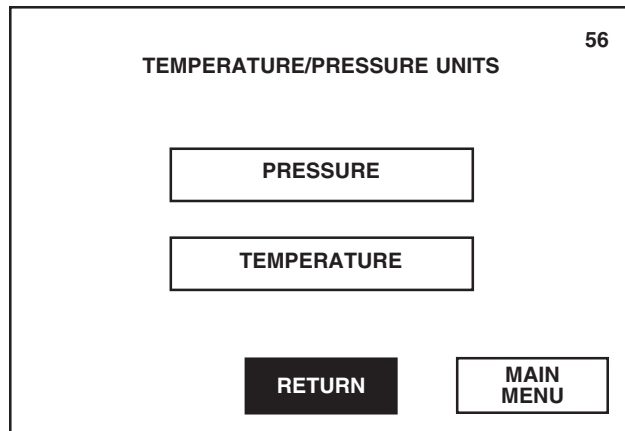 56
TEMPERATURE/PRESSURE UNITS
PRESSURE
TEMPERATURE
RETURN
MAIN
MENU